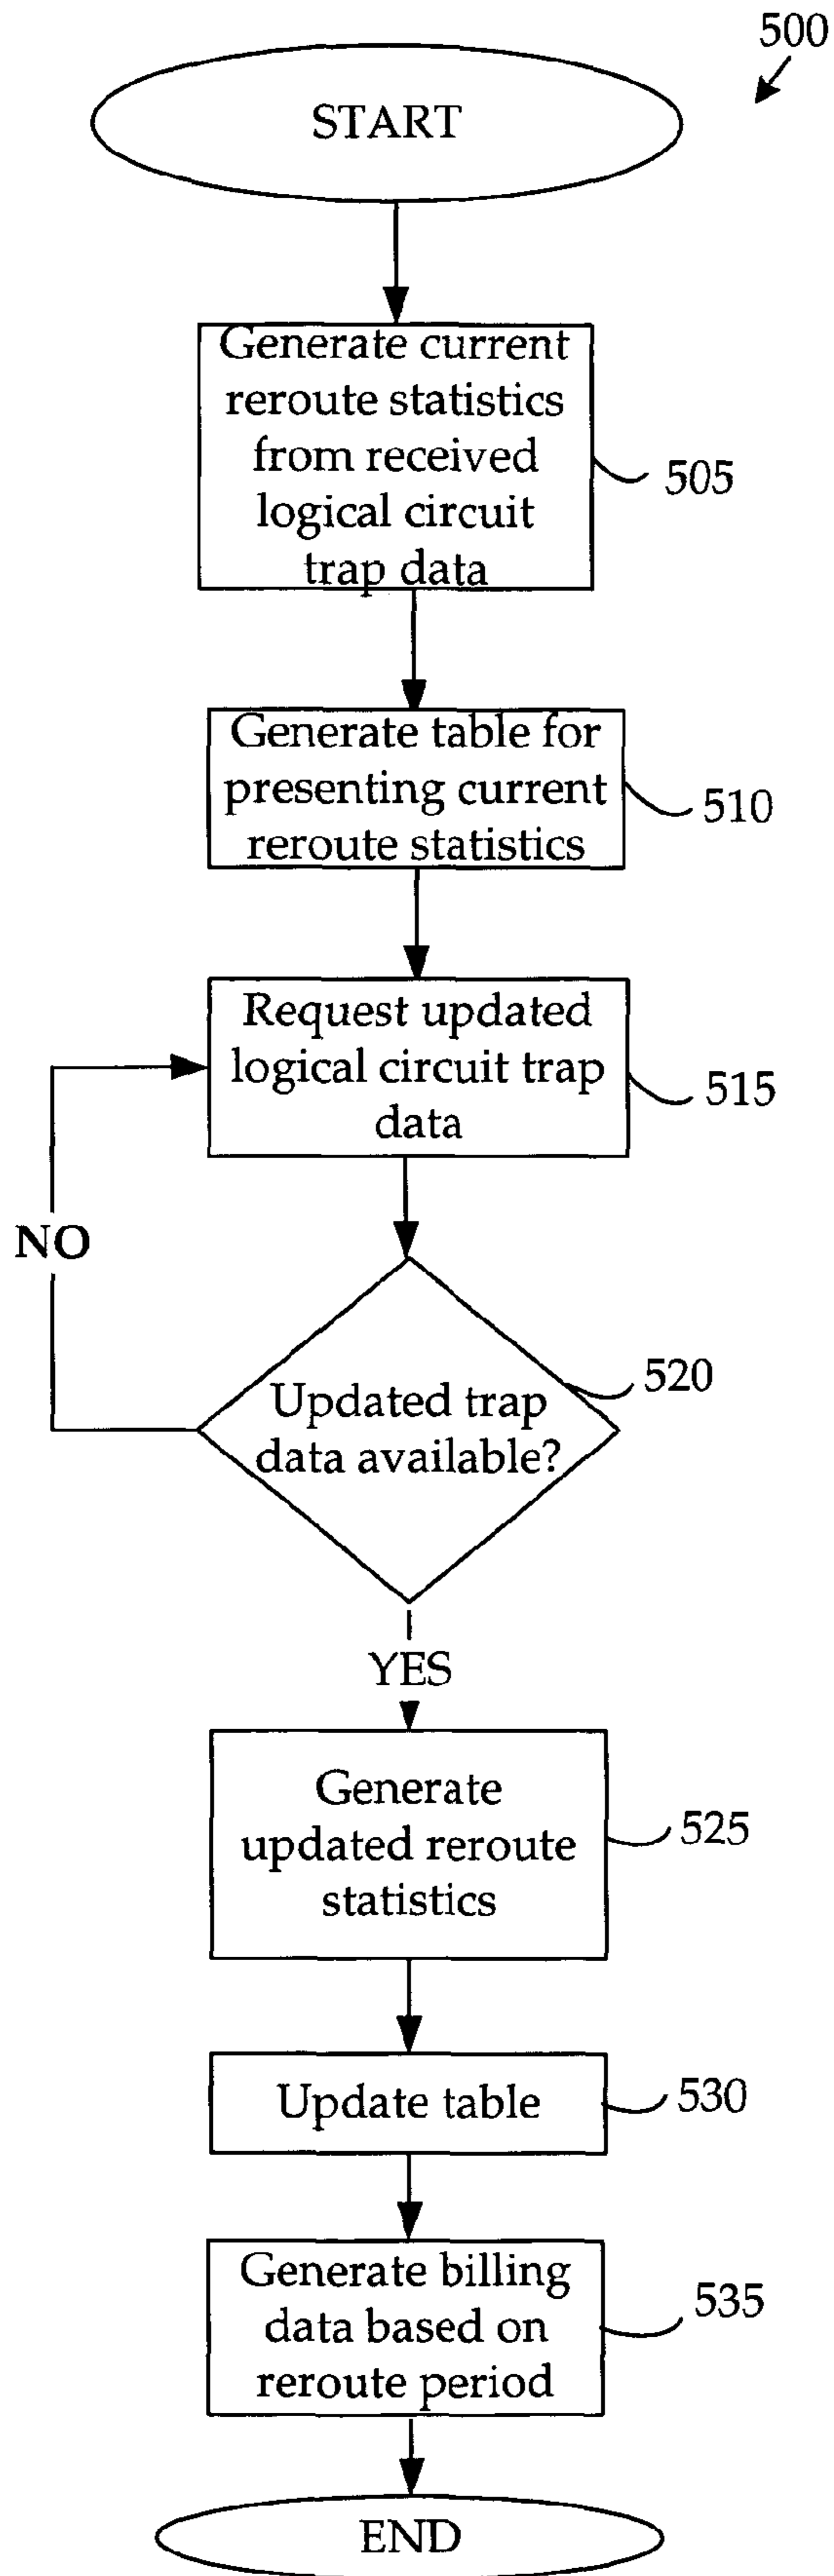 500
START
Generate current
reroute statistics
from received
logical circuit
trap data
505
Generate table for
presenting current
reroute statistics
510
Request updated
logical circuit trap
data
515
NO
Updated trap
data available?
520
YES
Generate
updated reroute
statistics
525
Update table
530
Generate billing
data based on
reroute period
535
END